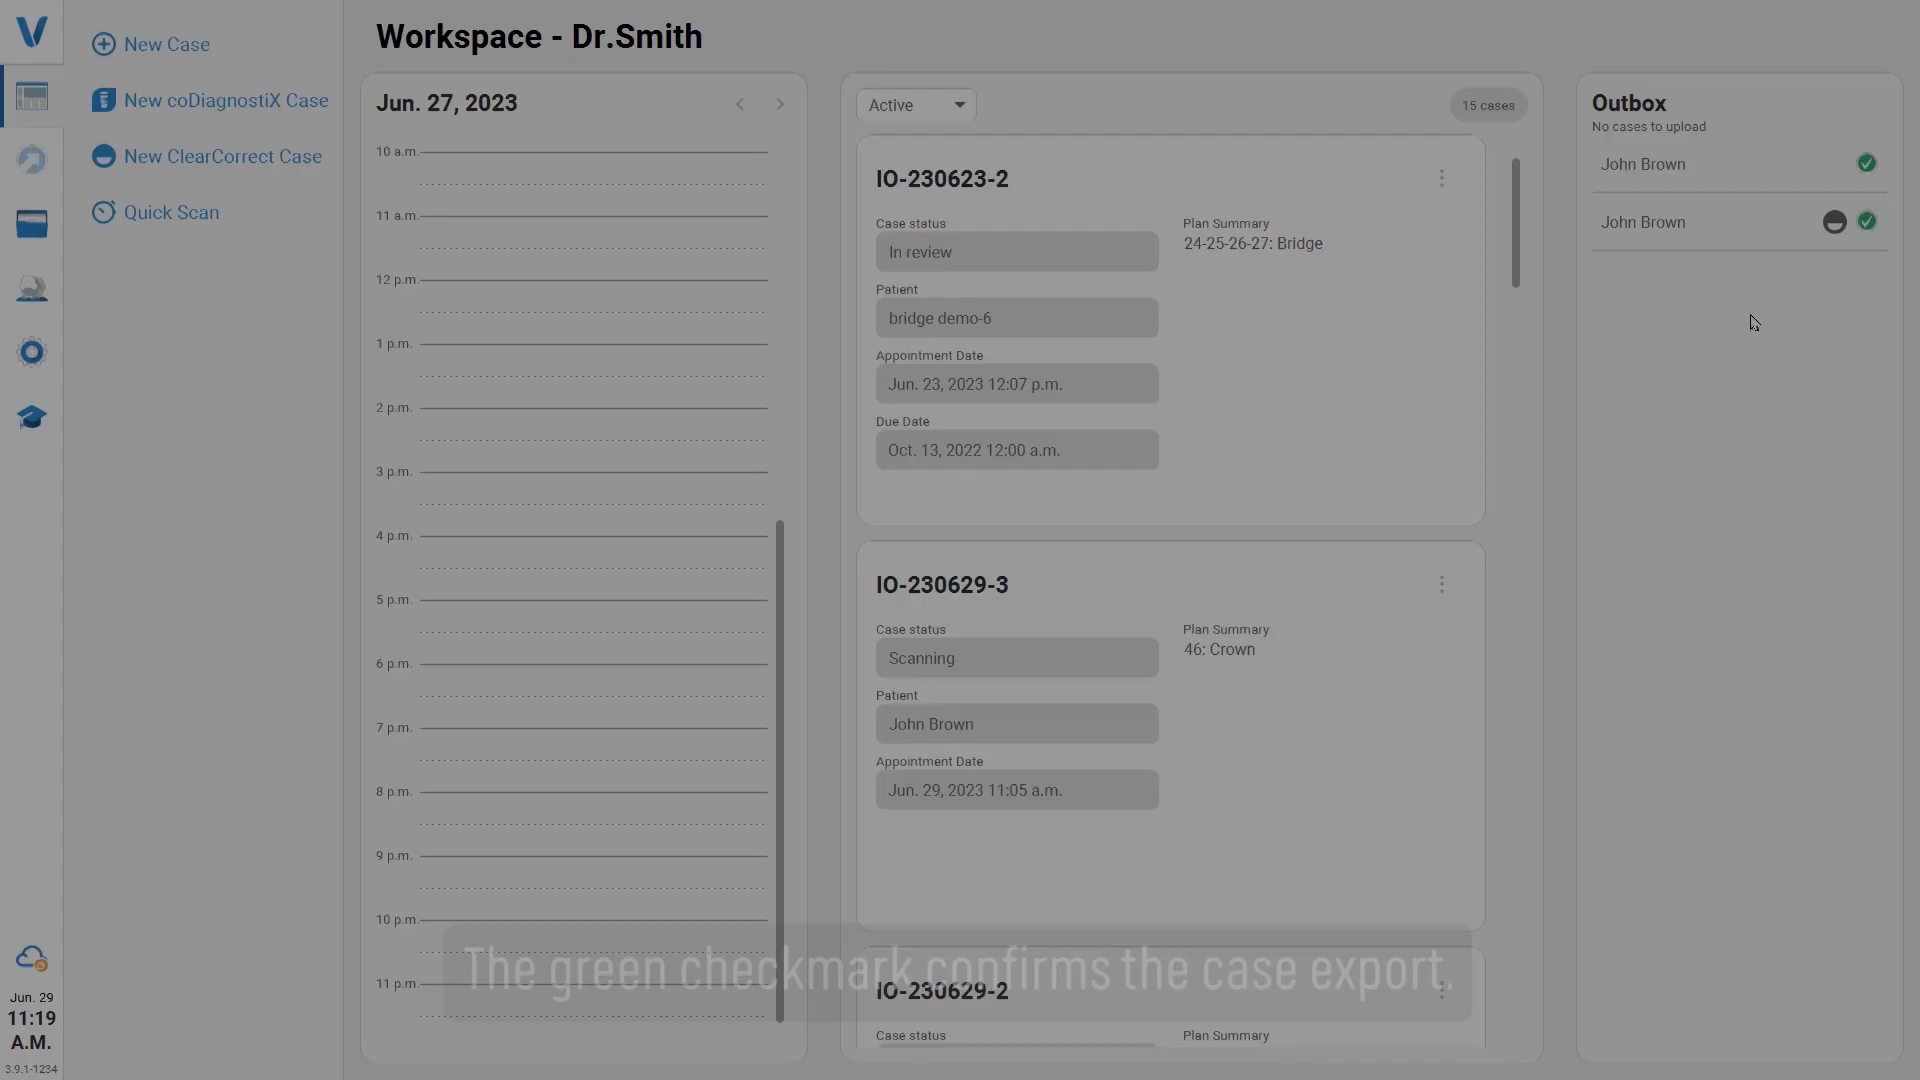 Workspace - Dr.Smith
New Case
New coDiagnostiX Case
New ClearCorrect Case
Quick Scan
Jun. 29
11:19
A.M.
3.9.1-1234
Jun. 27, 2023
10 a.m.
11 a.m.
12 p.m.
1 p.m.
2 p.m.
3 p.m.
4 p.m.
5 p.m.
6 p.m.
7 p.m.
8 p.m.
9 p.m.
10 p.m.
11 p.m.
Active
15 cases
IO-230623-2
Case status
In review
Plan Summary
24-25-26-27: Bridge
Patient
bridge demo-6
Appointment Date
Jun. 23, 2023 12:07 p.m.
Due Date
Oct. 13, 2022 12:00 a.m.
IO-230629-3
Case status
Scanning
Plan Summary
46: Crown
Patient
John Brown
Appointment Date
Jun. 29, 2023 11:05 a.m.
IO-230629-2
Case status
Plan Summary
Outbox
No cases to upload
John Brown
John Brown
The green checkmark confirms the case export.